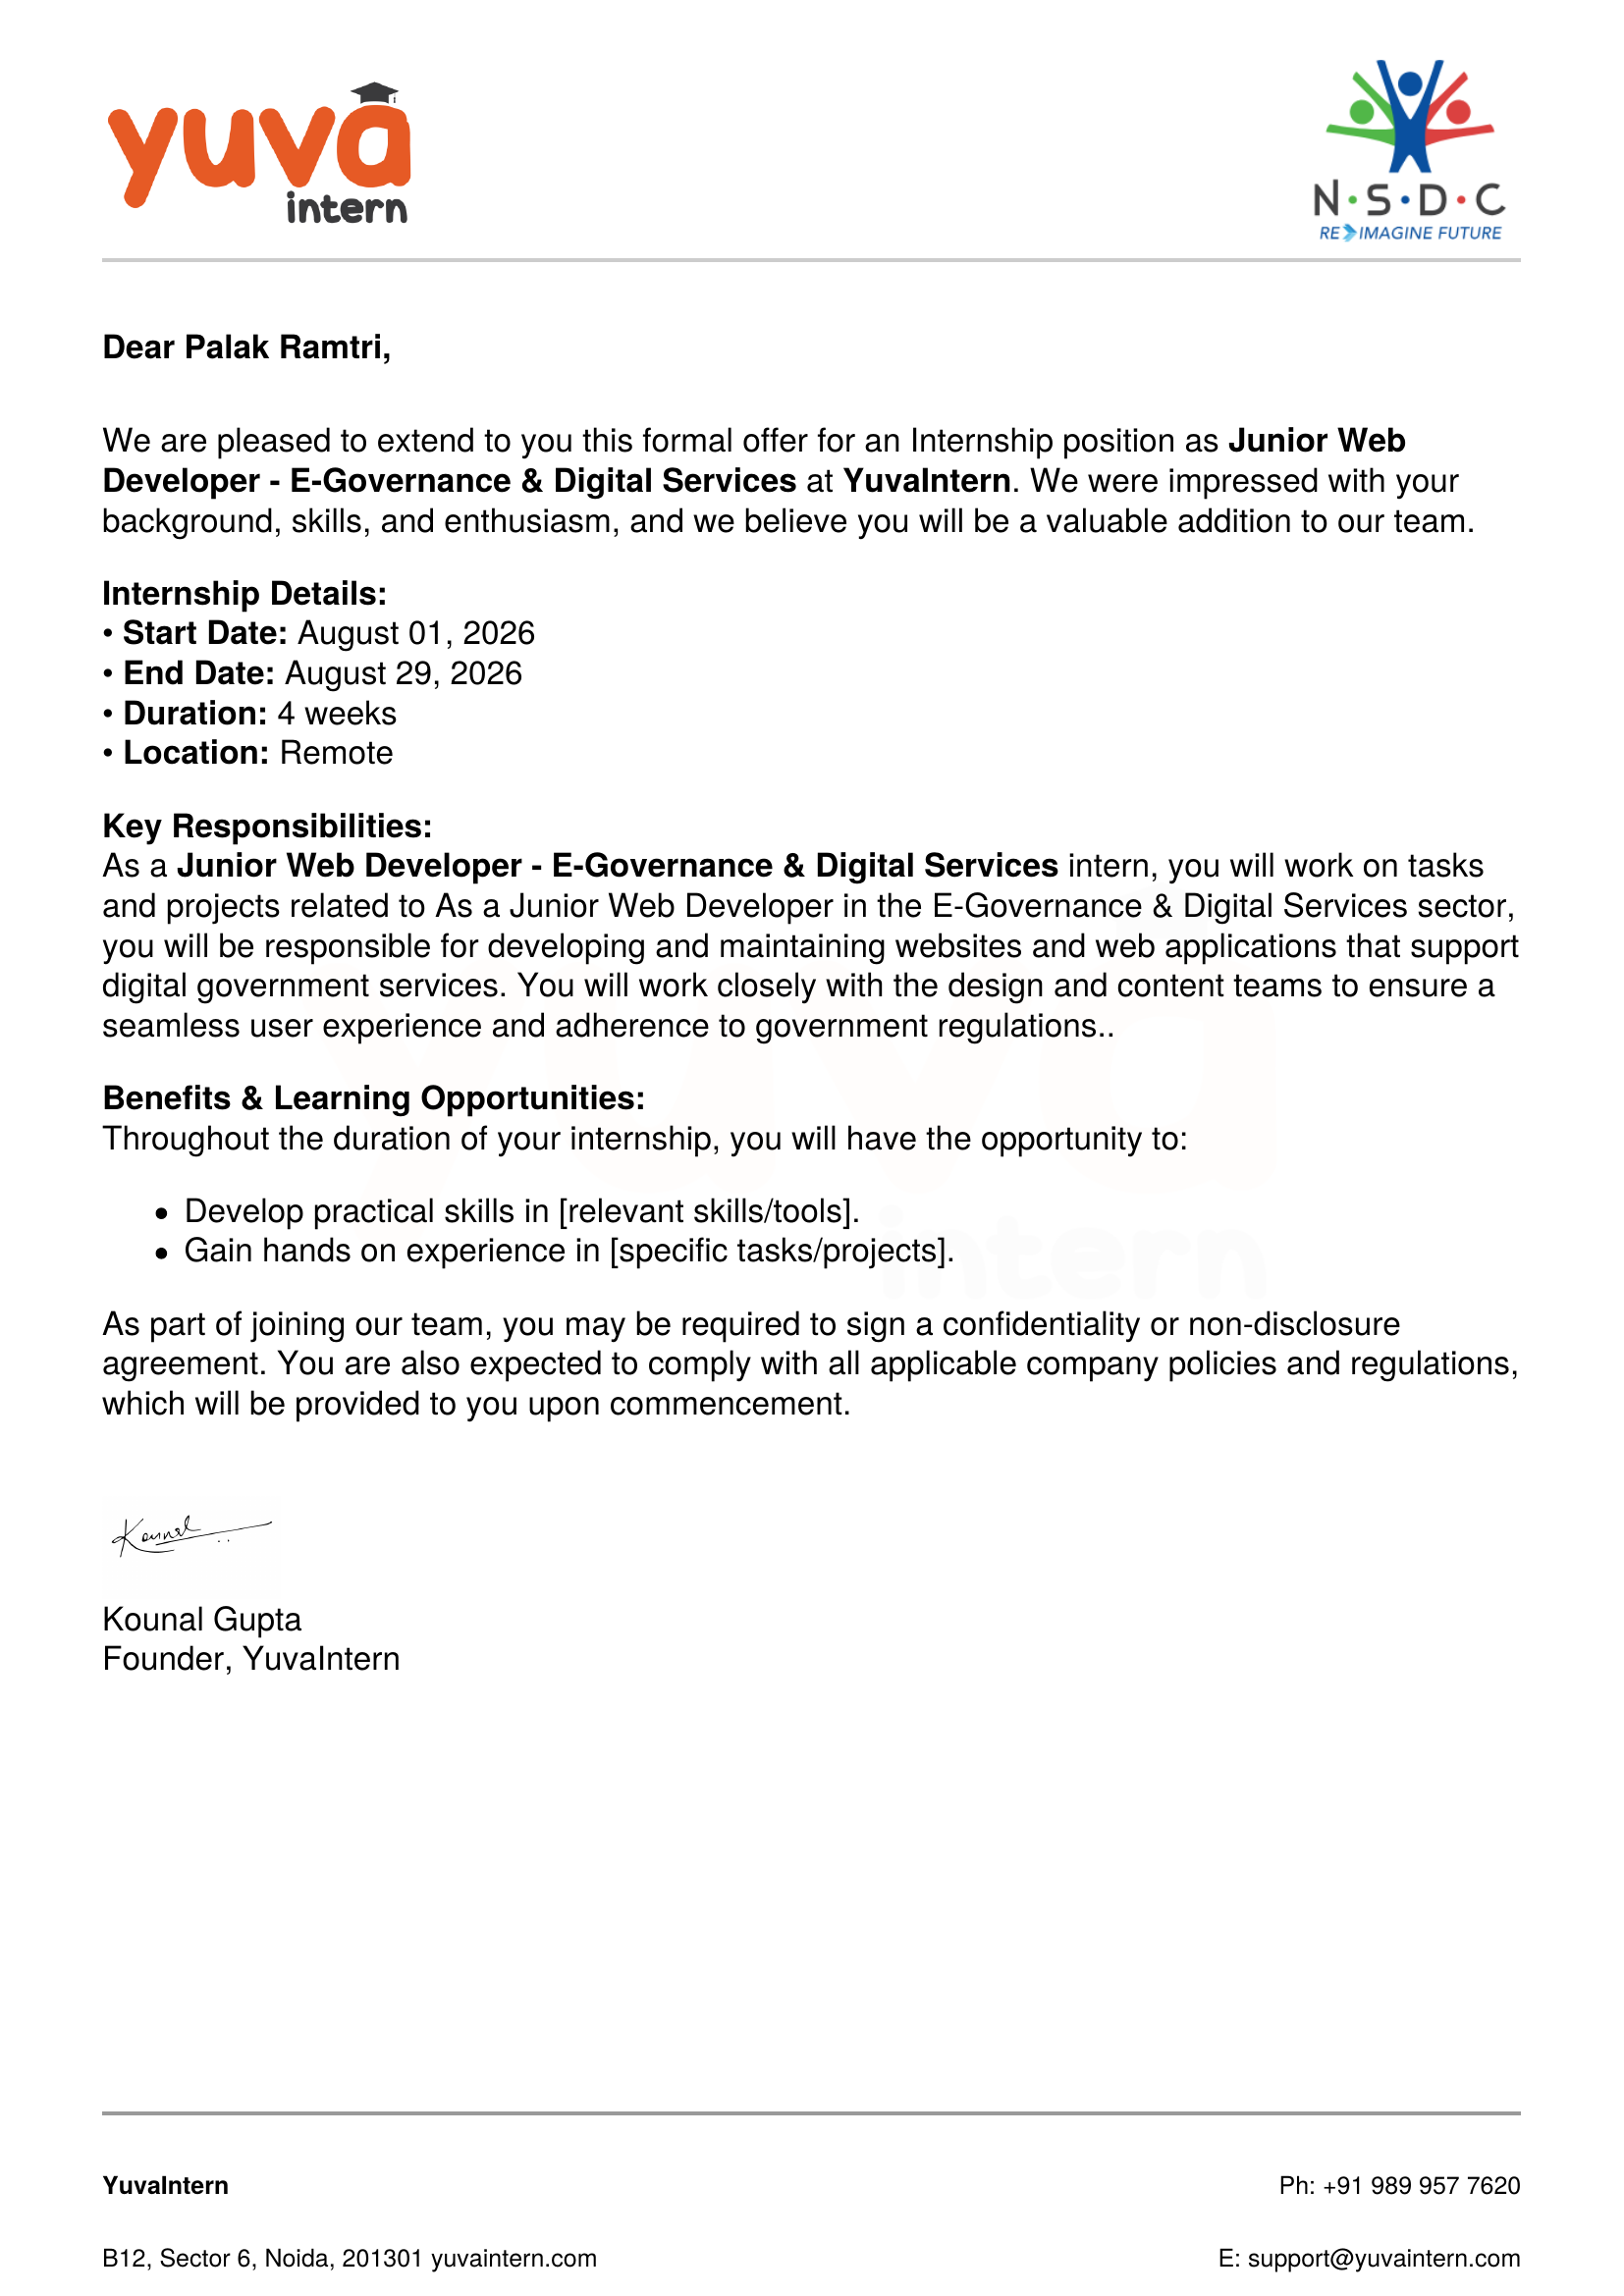 yuva
intern
N·S·D·C
RE IMAGINE FUTURE
Dear Palak Ramtri,
We are pleased to extend to you this formal offer for an Internship position as Junior Web
Developer - E-Governance & Digital Services at YuvaIntern. We were impressed with your
background, skills, and enthusiasm, and we believe you will be a valuable addition to our team.
Internship Details:
• Start Date: August 01, 2026
• End Date: August 29, 2026
• Duration: 4 weeks
• Location: Remote
Key Responsibilities:
As a Junior Web Developer - E-Governance & Digital Services intern, you will work on tasks
and projects related to As a Junior Web Developer in the E-Governance & Digital Services sector,
you will be responsible for developing and maintaining websites and web applications that support
digital government services. You will work closely with the design and content teams to ensure a
seamless user experience and adherence to government regulations..
Benefits & Learning Opportunities:
Throughout the duration of your internship, you will have the opportunity to:
• Develop practical skills in [relevant skills/tools].
• Gain hands on experience in [specific tasks/projects].
yuva
intern
As part of joining our team, you may be required to sign a confidentiality or non-disclosure
agreement. You are also expected to comply with all applicable company policies and regulations,
which will be provided to you upon commencement.
Kounal
Kounal Gupta
Founder, YuvaIntern
YuvaIntern
Ph: +91 989 957 7620
B12, Sector 6, Noida, 201301 yuvaintern.com
E: support@yuvaintern.com